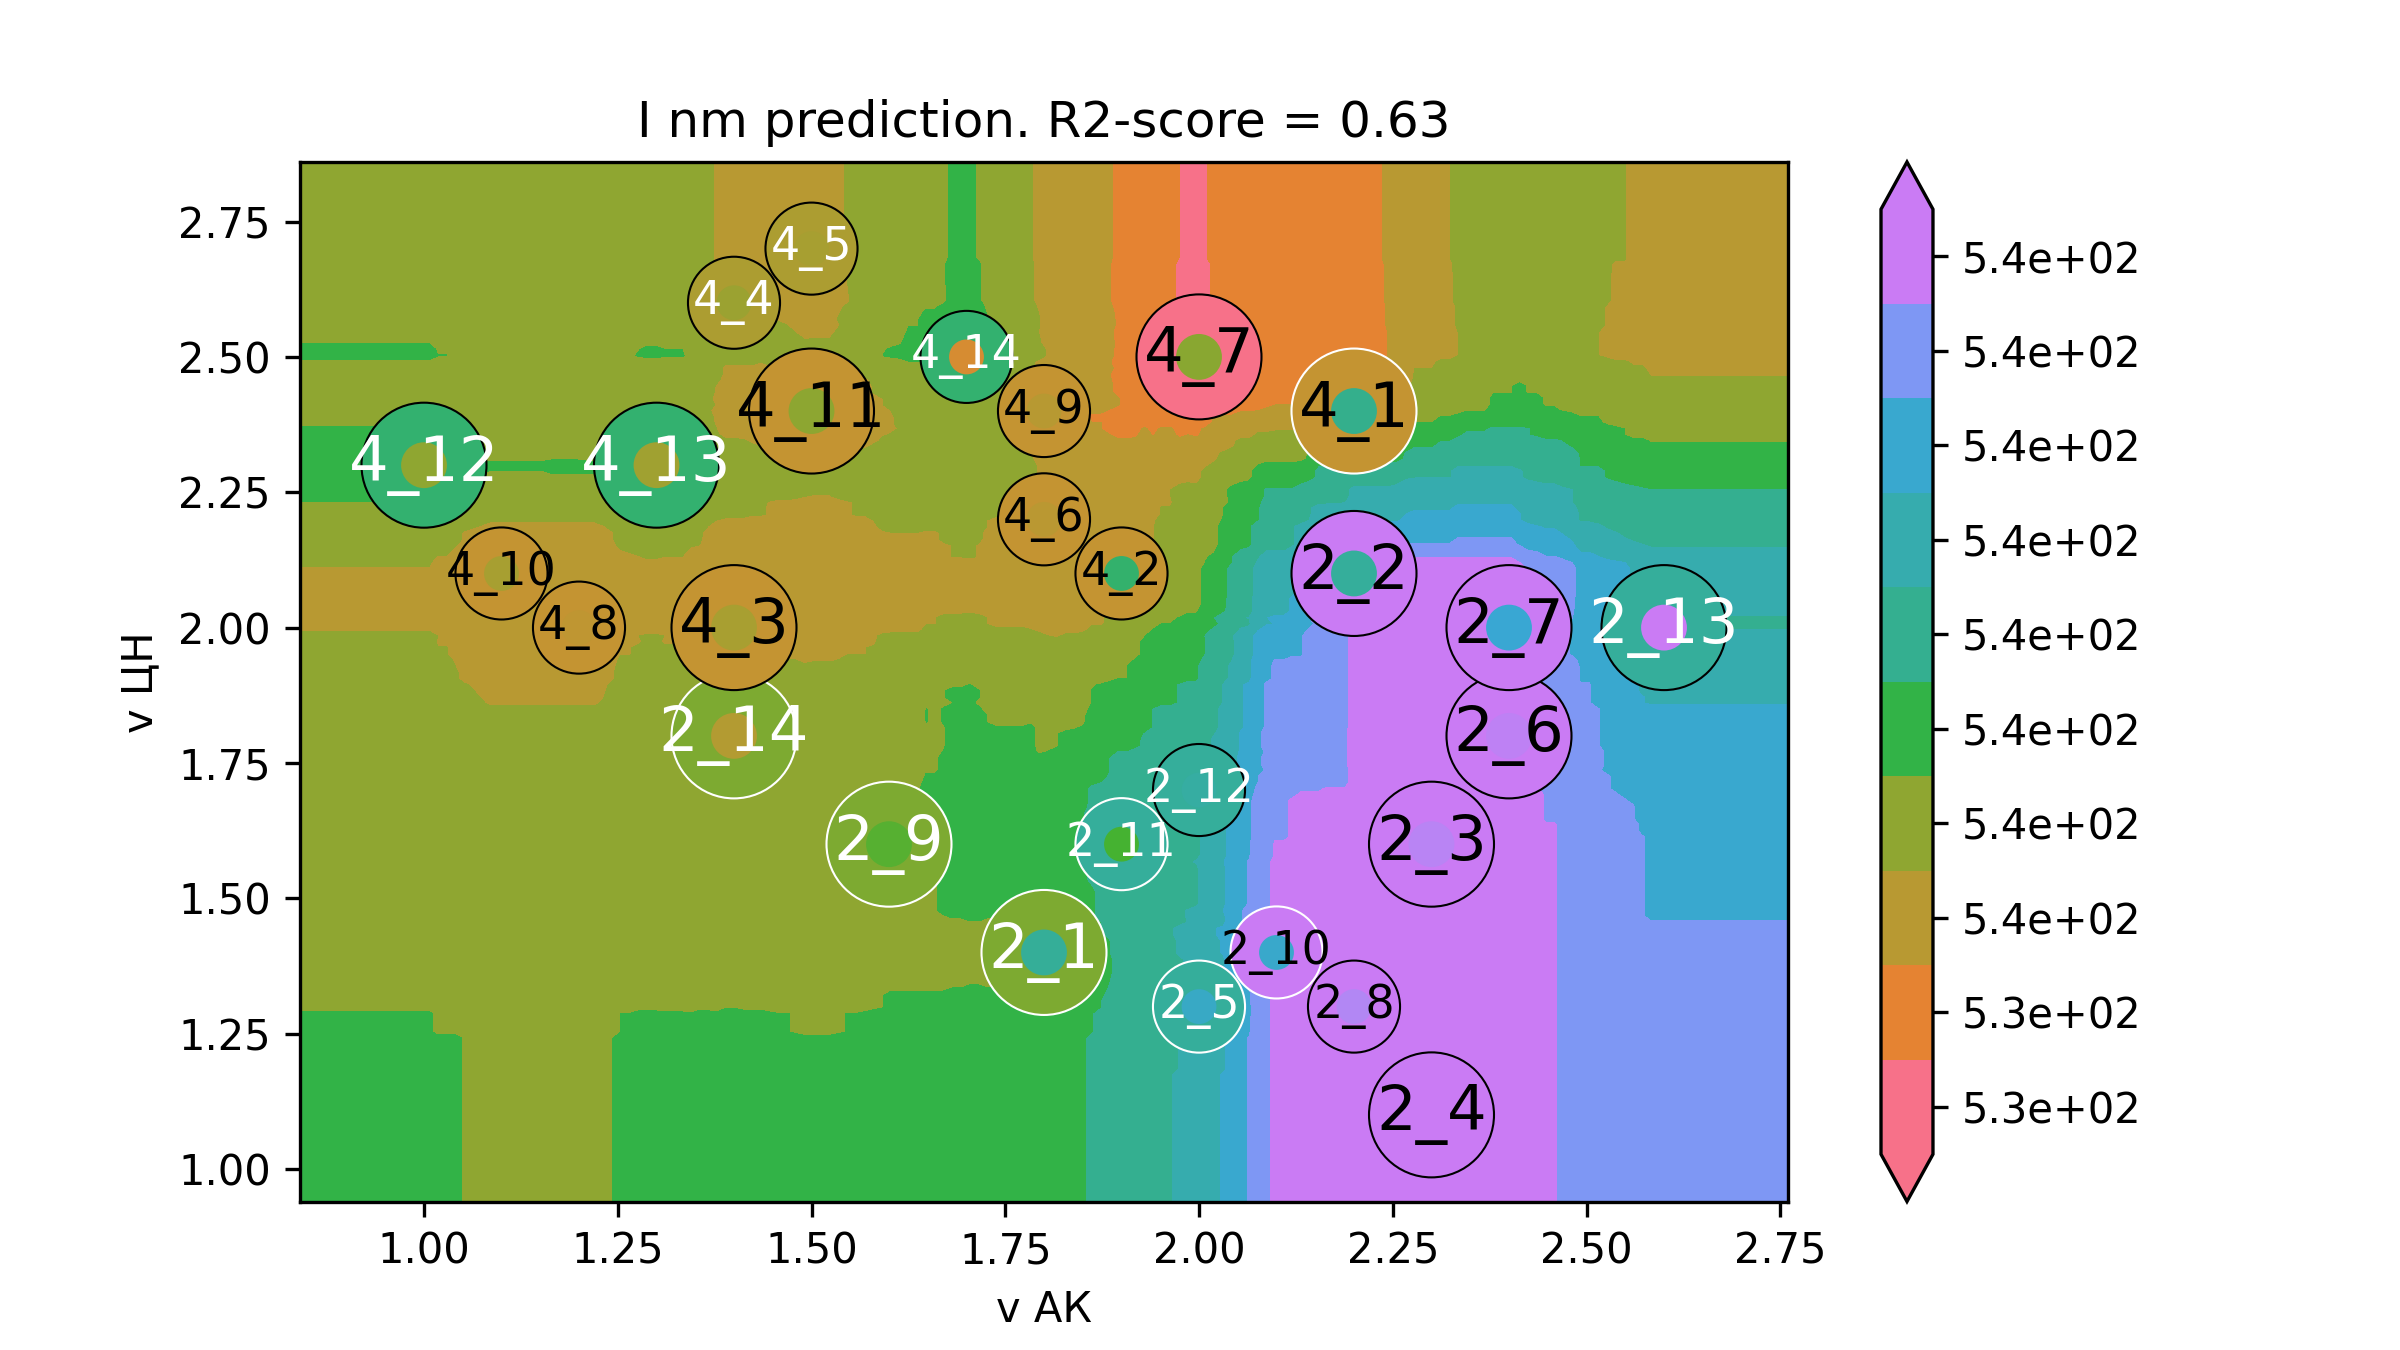 I nm prediction. R2-score = 0.63
2.75
2.50
2.25
2.00
1.75
1.50
1.25
1.00
v ЦН
4_5
4_4
4_14
4_7
4_11
4_9
4_1
4_12
4_13
4_6
4_10
4_2
2_2
4_8
4_3
2_7
2_13
2_14
2_6
2_12
2_9
2_11
2_3
2_1
2_10
2_5
2_8
2_4
1.00 1.25 1.50 1.75 2.00 2.25 2.50 2.75
v АК
5.4e+02
5.4e+02
5.4e+02
5.4e+02
5.4e+02
5.4e+02
5.4e+02
5.4e+02
5.3e+02
5.3e+02